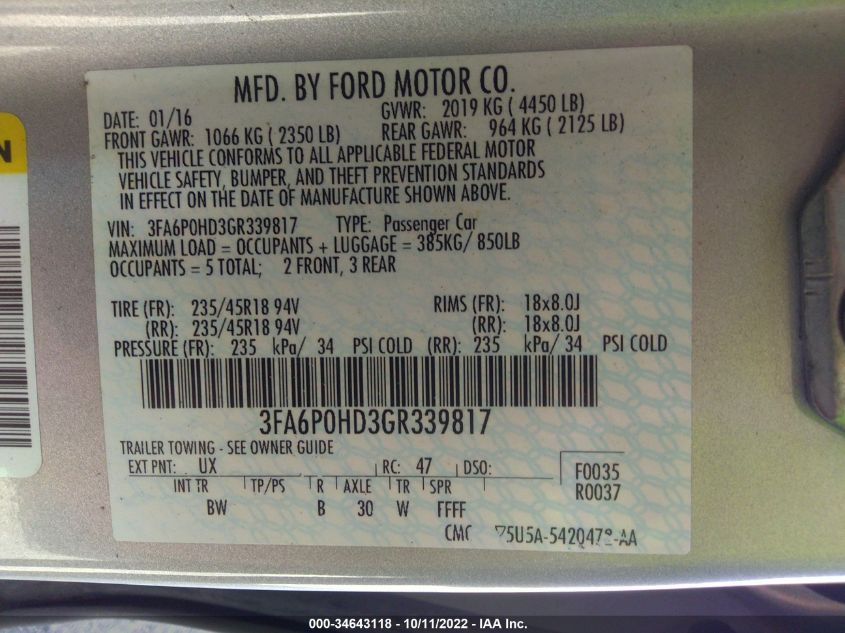 MFD. BY FORD MOTOR CO.
DATE: 01/16 GVWR: 2019 KG ( 4450 LB)
FRONT GAWR: 1066 KG ( 2350 LB) REAR GAWR: 964 KG ( 2125 LB)
THIS VEHICLE CONFORMS TO ALL APPLICABLE FEDERAL MOTOR
VEHICLE SAFETY, BUMPER, AND THEFT PREVENTION STANDARDS
IN EFFECT ON THE DATE OF MANUFACTURE SHOWN ABOVE.
VIN: 3FA6P0HD3GR339817 TYPE: Passenger Car
MAXIMUM LOAD = OCCUPANTS + LUGGAGE = 385KG/ 850LB
OCCUPANTS = 5 TOTAL; 2 FRONT, 3 REAR
TIRE (FR): 235/45R18 94V RIMS (FR): 18x8.0J
(RR): 235/45R18 94V (RR): 18x8.0J
PRESSURE (FR): 235 kPa/ 34 PSI COLD (RR): 235 kPa/ 34 PSI COLD
3FA6P0HD3GR339817
TRAILER TOWING - SEE OWNER GUIDE
EXT PNT: UX RC: 47 DSO:
F0035
R0037
INT TR TP/PS R AXLE TR SPR
BW B 30 W FFFF
CMC 75U5A-5420472-AA
N
000-34643118 - 10/11/2022 - IAA Inc.